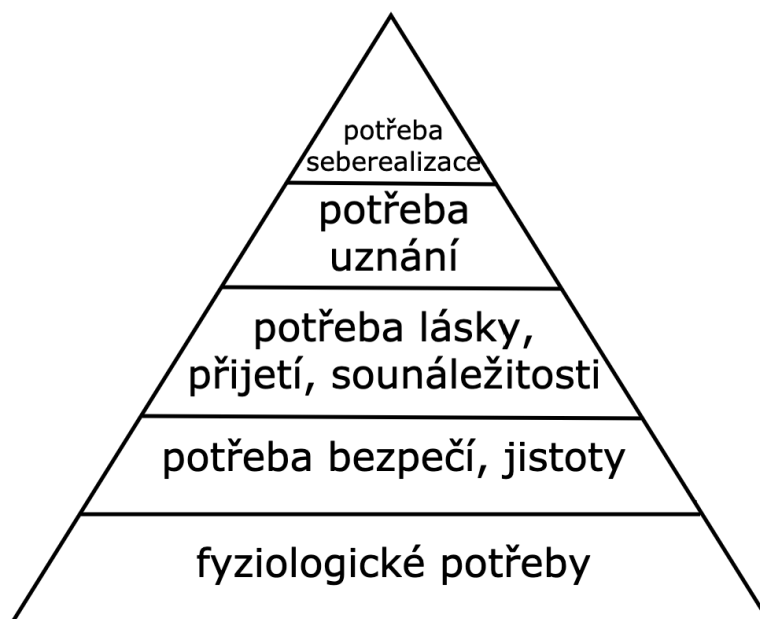 potřeba
seberealizace
potřeba
uznání
potřeba lásky,
přijetí, sounáležitosti
potřeba bezpečí, jistoty
fyziologické potřeby